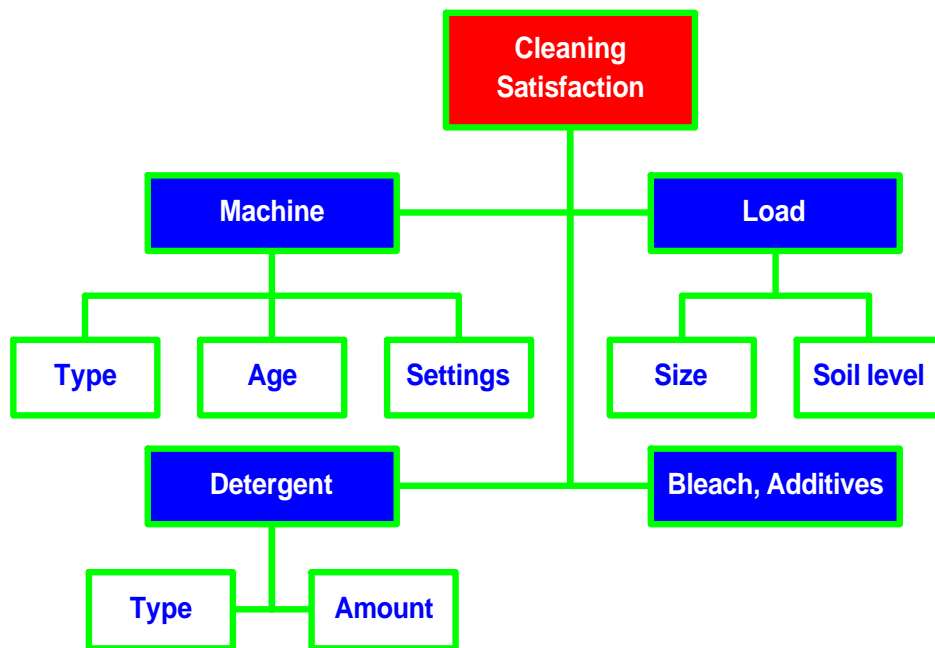 Cleaning
Satisfaction
Machine
Load
Type
Age
Settings
Size
Soil level
Detergent
Bleach, Additives
Type
Amount